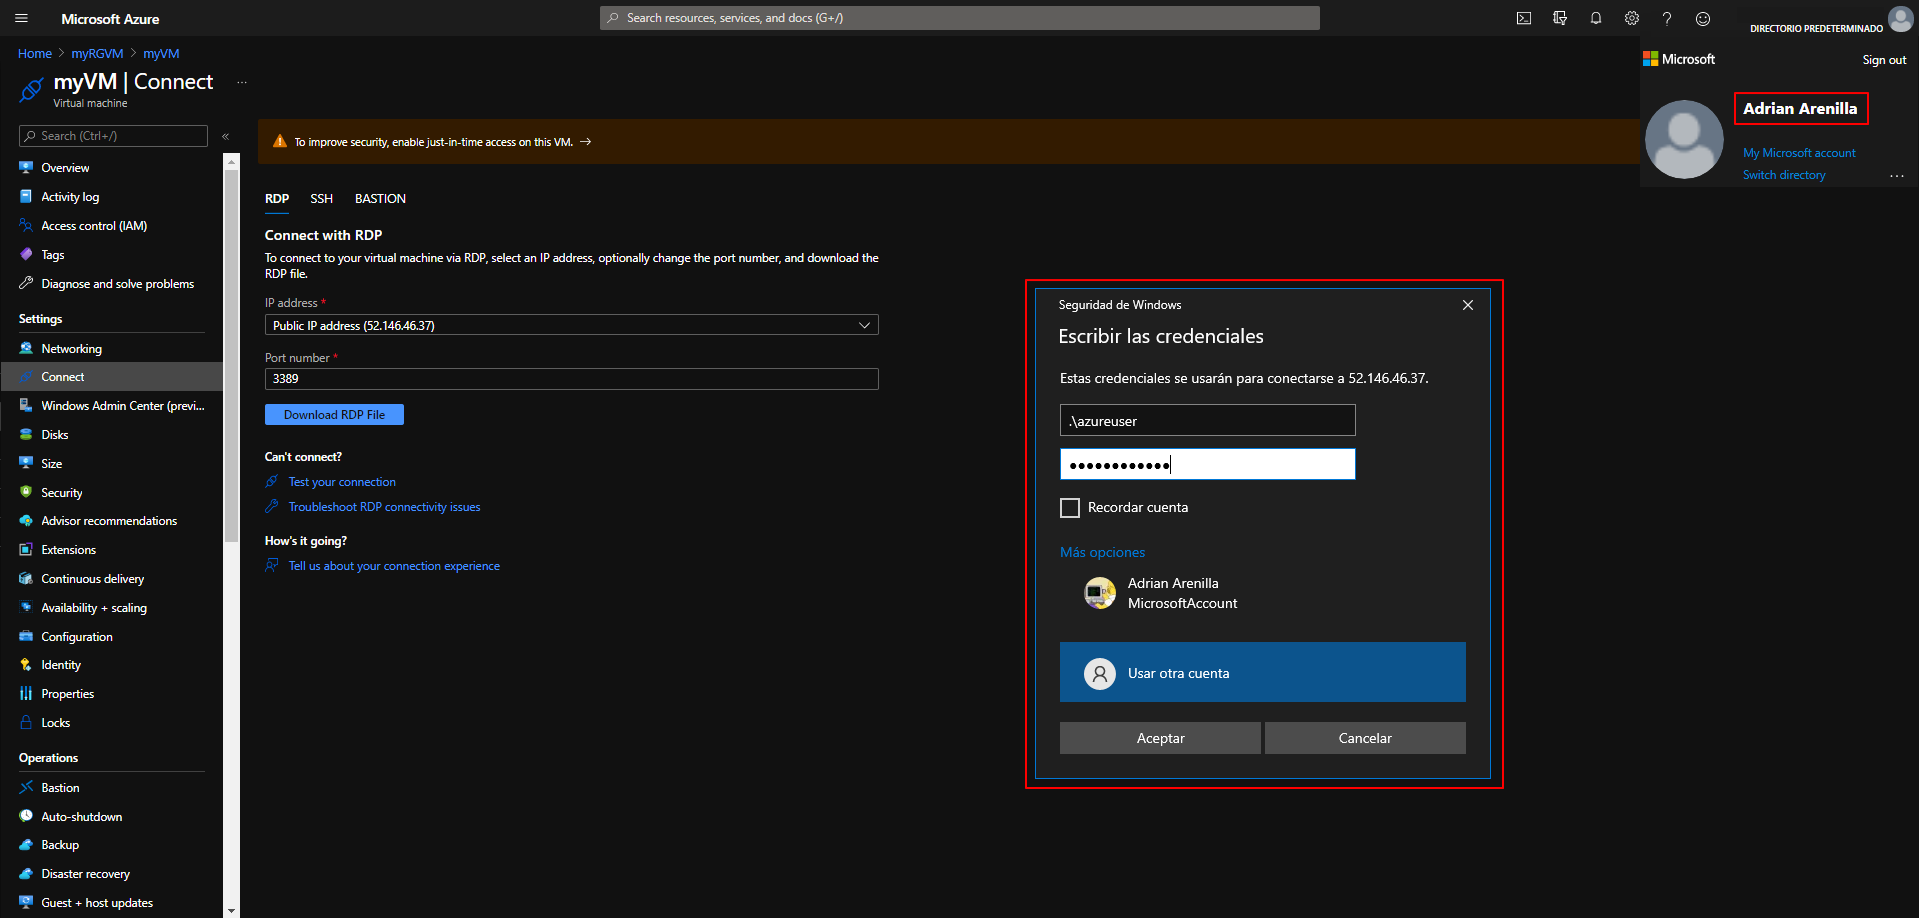 Microsoft Azure
Search resources, services, and docs (G+/)
DIRECTORIO PREDETERMINADO
Home > myRGVM > myVM
myVM | Connect ...
Virtual machine
Microsoft
Sign out
Adrian Arenilla
My Microsoft account
Switch directory
...
Search (Ctrl+/)
«
Overview
Activity log
Access control (IAM)
Tags
Diagnose and solve problems
Settings
Networking
Connect
Windows Admin Center (previ...
Disks
Size
Security
Advisor recommendations
Extensions
Continuous delivery
Availability + scaling
Configuration
Identity
Properties
Locks
Operations
Bastion
Auto-shutdown
Backup
Disaster recovery
Guest + host updates
To improve security, enable just-in-time access on this VM. →
RDP SSH BASTION
Connect with RDP
To connect to your virtual machine via RDP, select an IP address, optionally change the port number, and download the
RDP file.
IP address *
Public IP address (52.146.46.37)
Port number *
3389
Download RDP File
Can't connect?
Test your connection
Troubleshoot RDP connectivity issues
How's it going?
Tell us about your connection experience
Seguridad de Windows
Escribir las credenciales
Estas credenciales se usarán para conectarse a 52.146.46.37.
.\azureuser
●●●●●●●●●●●●
Recordar cuenta
Más opciones
Adrian Arenilla
MicrosoftAccount
Usar otra cuenta
Aceptar
Cancelar